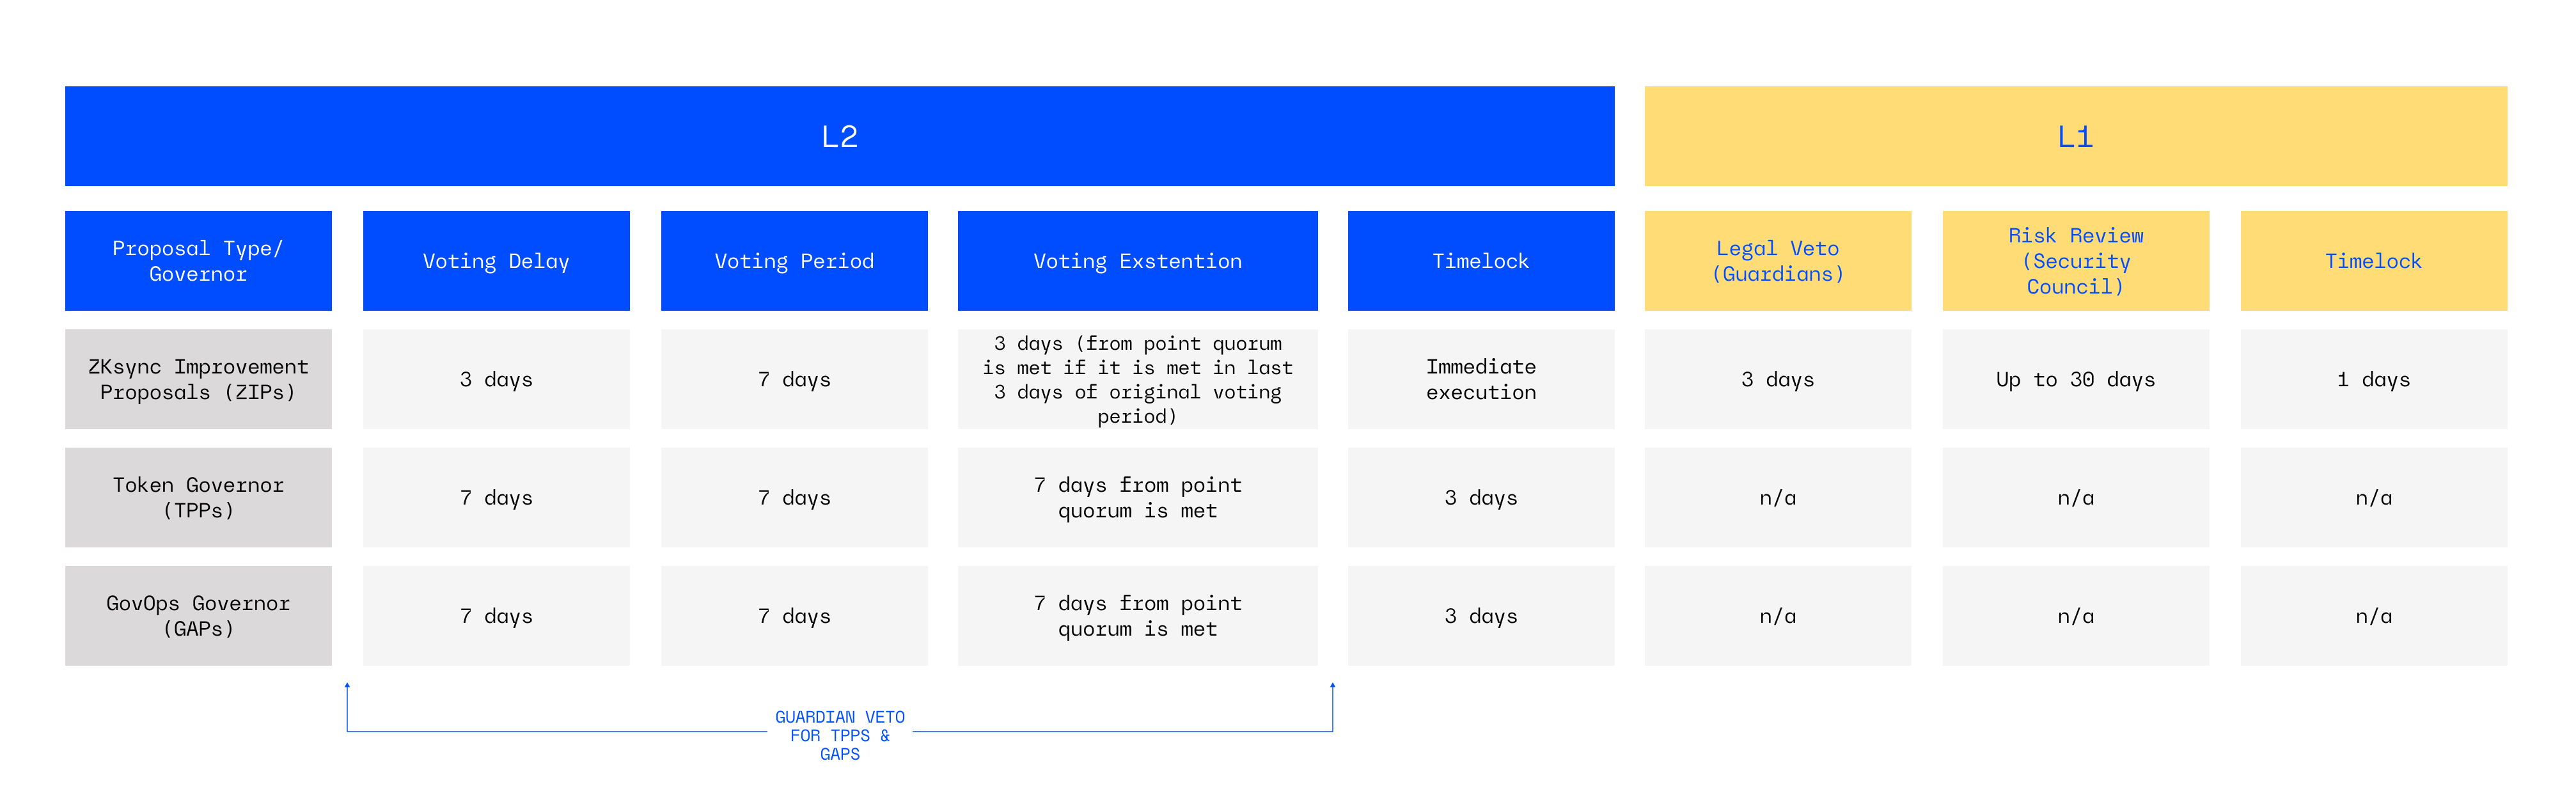 L2
L1
Proposal Type/
Governor
Voting Delay
Voting Period
Voting Exstention
Timelock
Legal Veto
(Guardians)
Risk Review
(Security
Council)
Timelock
ZKsync Improvement
Proposals (ZIPs)
3 days
7 days
3 days (from point quorum
is met if it is met in last
3 days of original voting
period)
Immediate
execution
3 days
Up to 30 days
1 days
Token Governor
(TPPs)
7 days
7 days
7 days from point
quorum is met
3 days
n/a
n/a
n/a
GovOps Governor
(GAPs)
7 days
7 days
7 days from point
quorum is met
3 days
n/a
n/a
n/a
GUARDIAN VETO
FOR TPPS &
GAPS